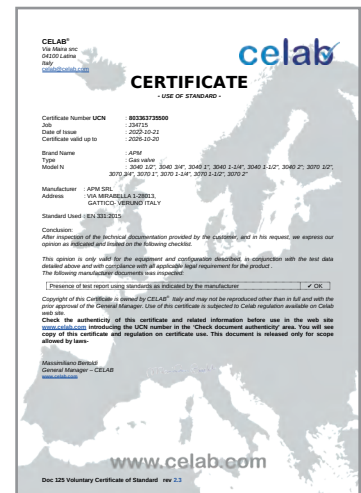 CELAB®
Via Maira snc
04100 Latina
Italy
celab@celab.com
celab
CERTIFICATE
- USE OF STANDARD -
Certificate Number UCN : 803363735500
Job : J34715
Date of Issue : 2022-10-21
Certificate valid up to : 2026-10-20
Brand Name : APM
Type : Gas valve
Model N : 3040 1/2", 3040 3/4", 3040 1", 3040 1-1/4", 3040 1-1/2", 3040 2"; 3070 1/2",
3070 3/4", 3070 1", 3070 1-1/4", 3070 1-1/2", 3070 2"
Manufacturer : APM SRL
Address : VIA MIRABELLA 1-28013,
GATTICO- VERUNO ITALY
Standard Used : EN 331:2015
Conclusion:
After inspection of the technical documentation provided by the customer, and in his request, we express our
opinion as indicated and limited on the following checklist.
This opinion is only valid for the equipment and configuration described, in conjunction with the test data
detailed above and with compliance with all applicable legal requirement for the product .
The following manufacturer documents was inspected:
Presence of test report using standards as indicated by the manufacturer ✔ OK
Copyright of this Certificate is owned by CELAB® Italy and may not be reproduced other than in full and with the
prior approval of the General Manager. Use of this certificate is subjected to Celab regulation available on Celab
web site.
Check the authenticity of this certificate and related information before use in the web site
www.celab.com introducing the UCN number in the 'Check document authenticity' area. You will see
copy of this certificate and regulation on certificate use. This document is released only for scope
allowed by laws-
Massimiliano Bertoldi
General Manager – CELAB
www.celab.com
www.celab.com
Doc 125 Voluntary Certificate of Standard rev 2.3